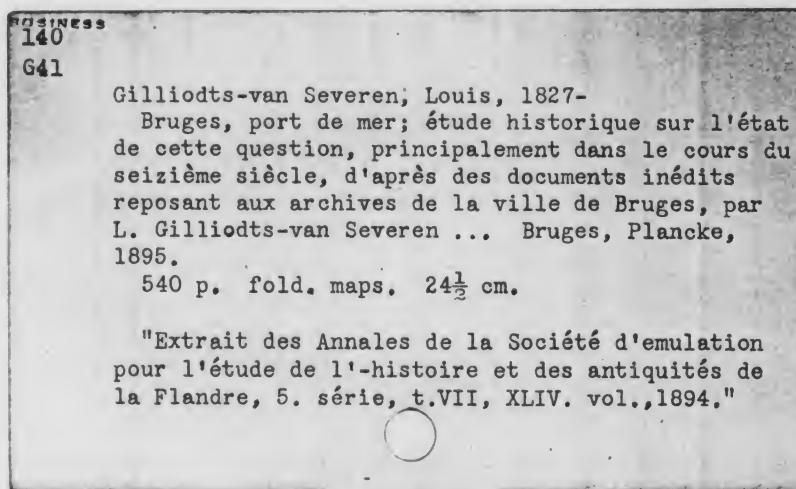 BUSINESS
140
G41
Gilliodts-van Severen, Louis, 1827-
Bruges, port de mer; étude historique sur l'état
de cette question, principalement dans le cours du
seizième siècle, d'après des documents inédits
reposant aux archives de la ville de Bruges, par
L. Gilliodts-van Severen ... Bruges, Plancke,
1895.
540 p. fold. maps. 24½ cm.
"Extrait des Annales de la Société d'emulation
pour l'étude de l'-histoire et des antiquités de
la Flandre, 5. série, t.VII, XLIV. vol.,1894."